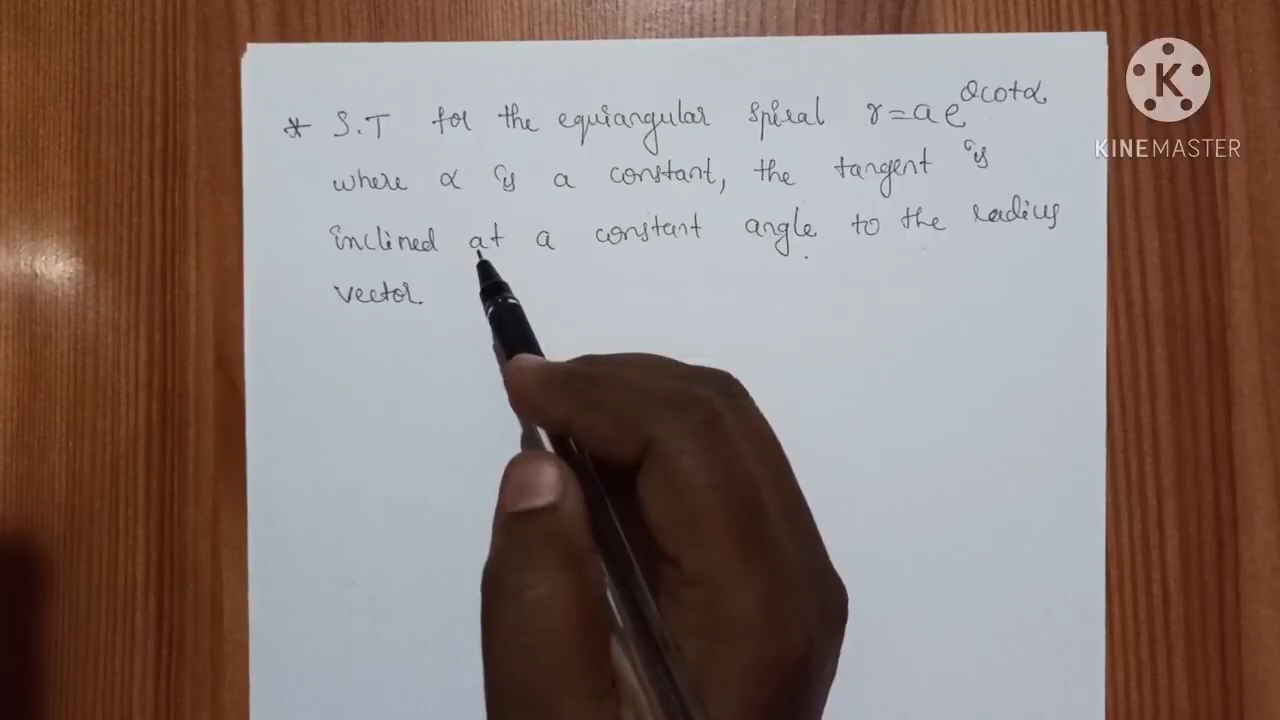 * S.T for the equiangular spiral r=ae^θcotα
where α is a constant, the tangent is
inclined at a constant angle to the radius
vector.
K
KINEMASTER